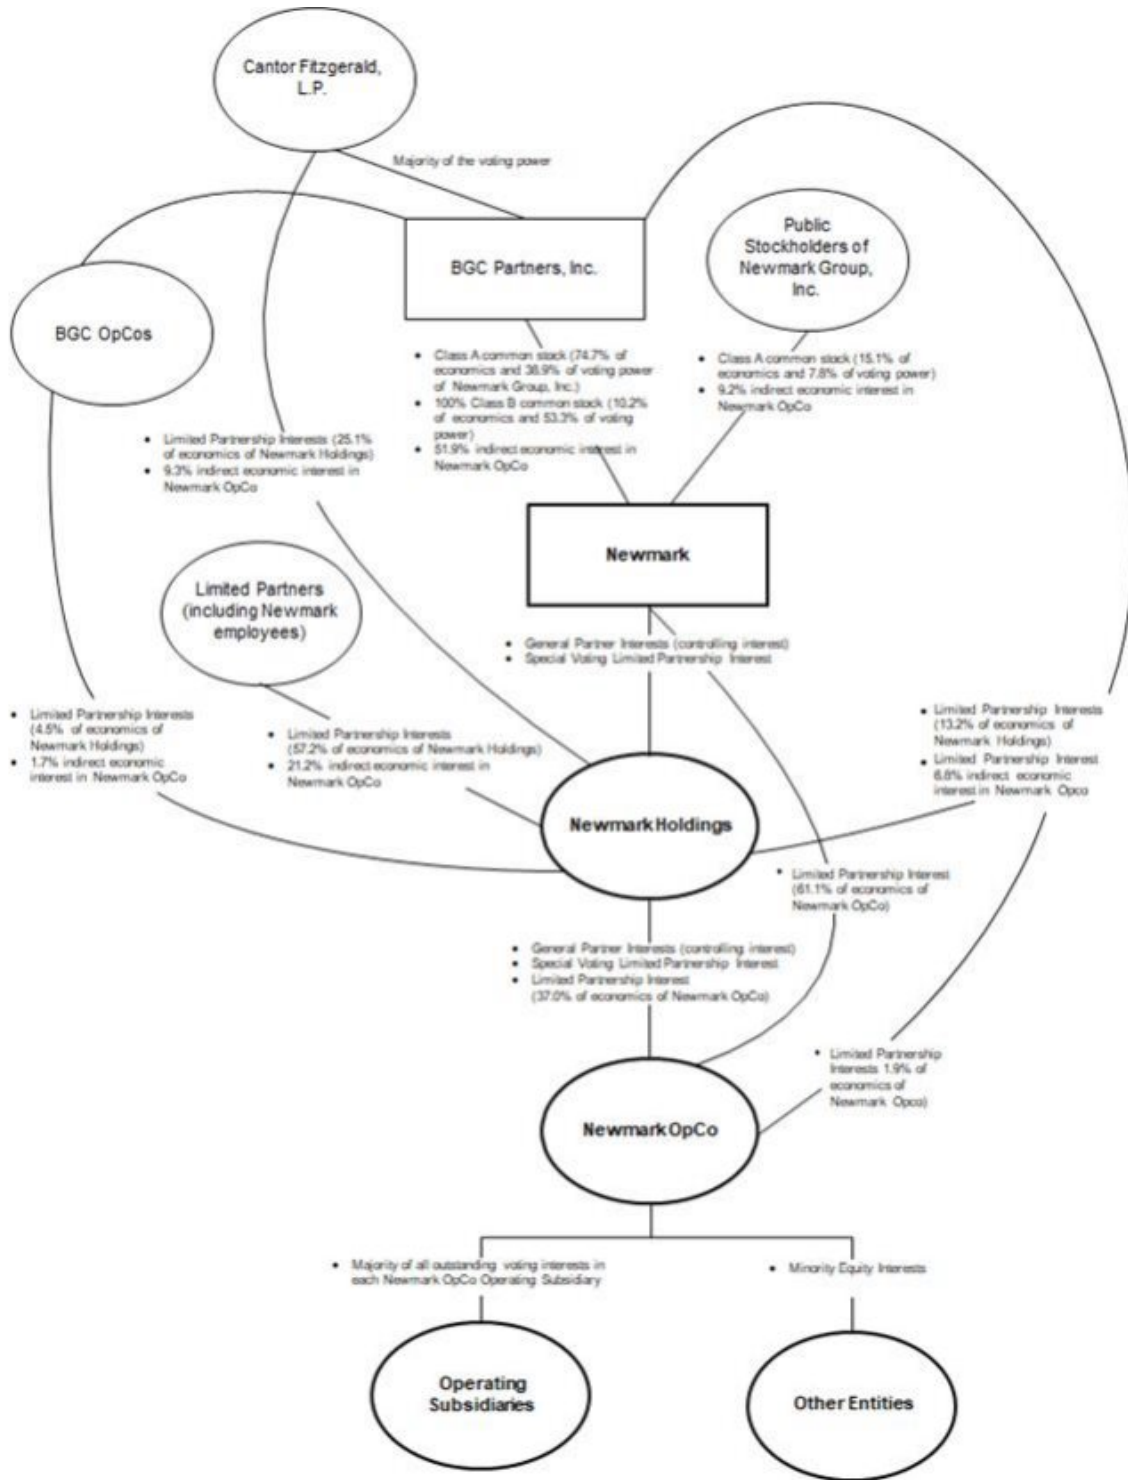 Cantor Fitzgerald,
L.P.
Majority of the voting power
BGC Partners, Inc.
Public
Stockholders of
Newmark Group,
Inc.
BGC OpCos
• Class A common stock (74.7% of
economics and 38.9% of voting power
of Newmark Group, Inc.)
• 100% Class B common stock (10.2%
of economics and 53.3% of voting
power)
• 51.9% indirect economic interest in
Newmark OpCo
• Class A common stock (15.1% of
economics and 7.8% of voting power)
• 9.2% indirect economic interest in
Newmark OpCo
• Limited Partnership Interests (25.1%
of economics of Newmark Holdings)
• 9.3% indirect economic interest in
Newmark OpCo
Newmark
Limited Partners
(including Newmark
employees)
• General Partner Interests (controlling interest)
• Special Voting Limited Partnership Interest
• Limited Partnership Interests
(4.5% of economics of
Newmark Holdings)
• 1.7% indirect economic
interest in Newmark OpCo
• Limited Partnership Interests
(57.2% of economics of Newmark Holdings)
• 21.2% indirect economic interest in
Newmark OpCo
• Limited Partnership Interests
(13.2% of economics of
Newmark Holdings)
• Limited Partnership Interest
6.8% indirect economic
interest in Newmark Opco
Newmark Holdings
• Limited Partnership Interest
(61.1% of economics of
Newmark OpCo)
• General Partner Interests (controlling interest)
• Special Voting Limited Partnership Interest
• Limited Partnership Interest
(37.0% of economics of Newmark OpCo)
• Limited Partnership
Interests 1.9% of
economics of
Newmark Opco)
Newmark OpCo
• Majority of all outstanding voting interests in
each Newmark OpCo Operating Subsidiary
• Minority Equity Interests
Operating
Subsidiaries
Other Entities